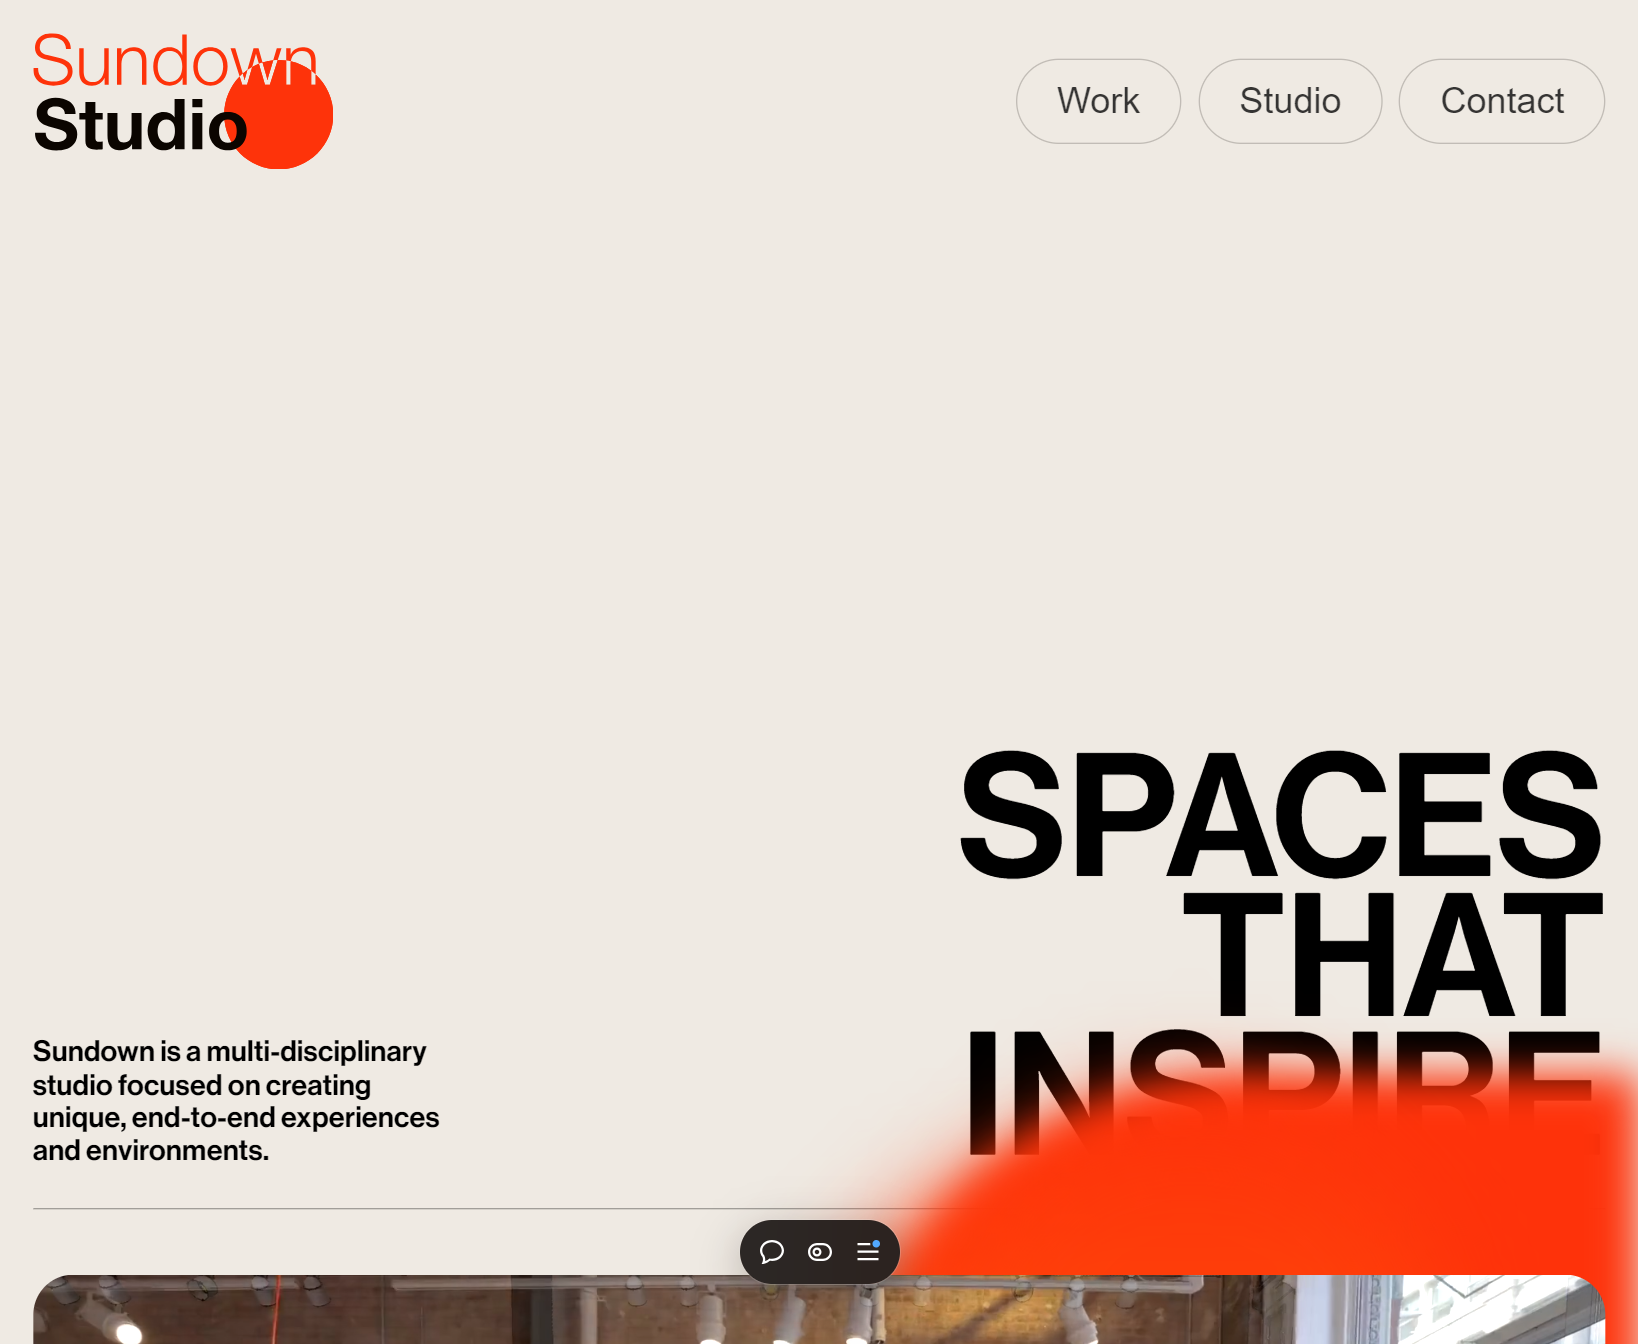 Sundown
Studio
Work
Studio
Contact
SPACES
THAT
INSPIRE
Sundown is a multi-disciplinary
studio focused on creating
unique, end-to-end experiences
and environments.